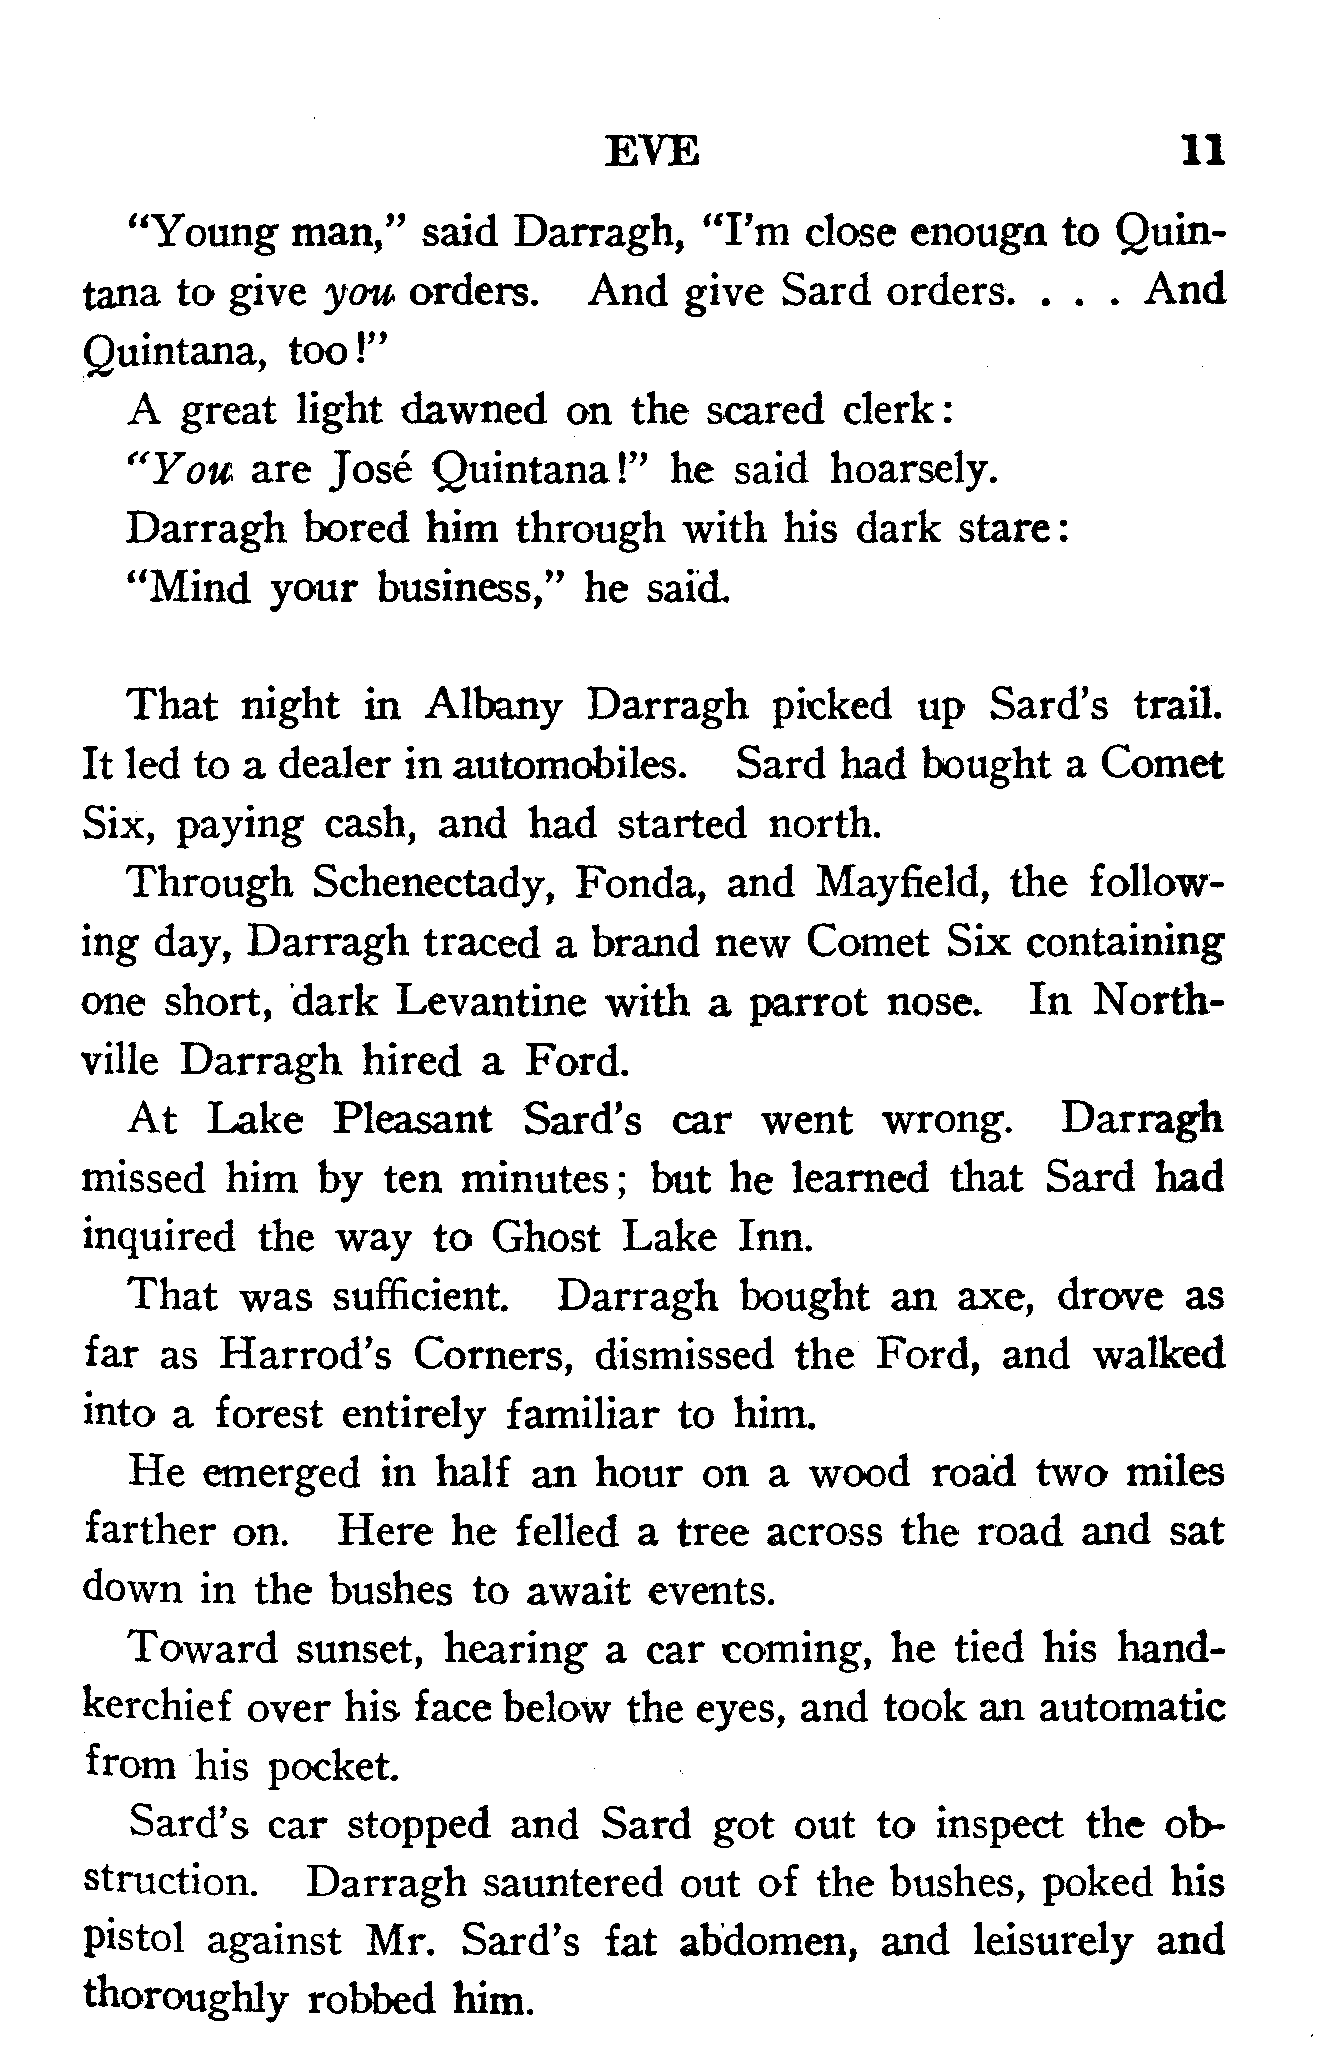 EVE 11
“Young man,” said Darragh, “I’m close enough to Quin-
tana to give you orders. And give Sard orders. . . . And
Quintana, too!”
A great light dawned on the scared clerk:
“You are José Quintana!” he said hoarsely.
Darragh bored him through with his dark stare:
“Mind your business,” he said.
That night in Albany Darragh picked up Sard’s trail.
It led to a dealer in automobiles. Sard had bought a Comet
Six, paying cash, and had started north.
Through Schenectady, Fonda, and Mayfield, the follow-
ing day, Darragh traced a brand new Comet Six containing
one short, dark Levantine with a parrot nose. In North-
ville Darragh hired a Ford.
At Lake Pleasant Sard’s car went wrong. Darragh
missed him by ten minutes; but he learned that Sard had
inquired the way to Ghost Lake Inn.
That was sufficient. Darragh bought an axe, drove as
far as Harrod’s Corners, dismissed the Ford, and walked
into a forest entirely familiar to him.
He emerged in half an hour on a wood road two miles
farther on. Here he felled a tree across the road and sat
down in the bushes to await events.
Toward sunset, hearing a car coming, he tied his hand-
kerchief over his face below the eyes, and took an automatic
from his pocket.
Sard’s car stopped and Sard got out to inspect the ob-
struction. Darragh sauntered out of the bushes, poked his
pistol against Mr. Sard’s fat abdomen, and leisurely and
thoroughly robbed him.